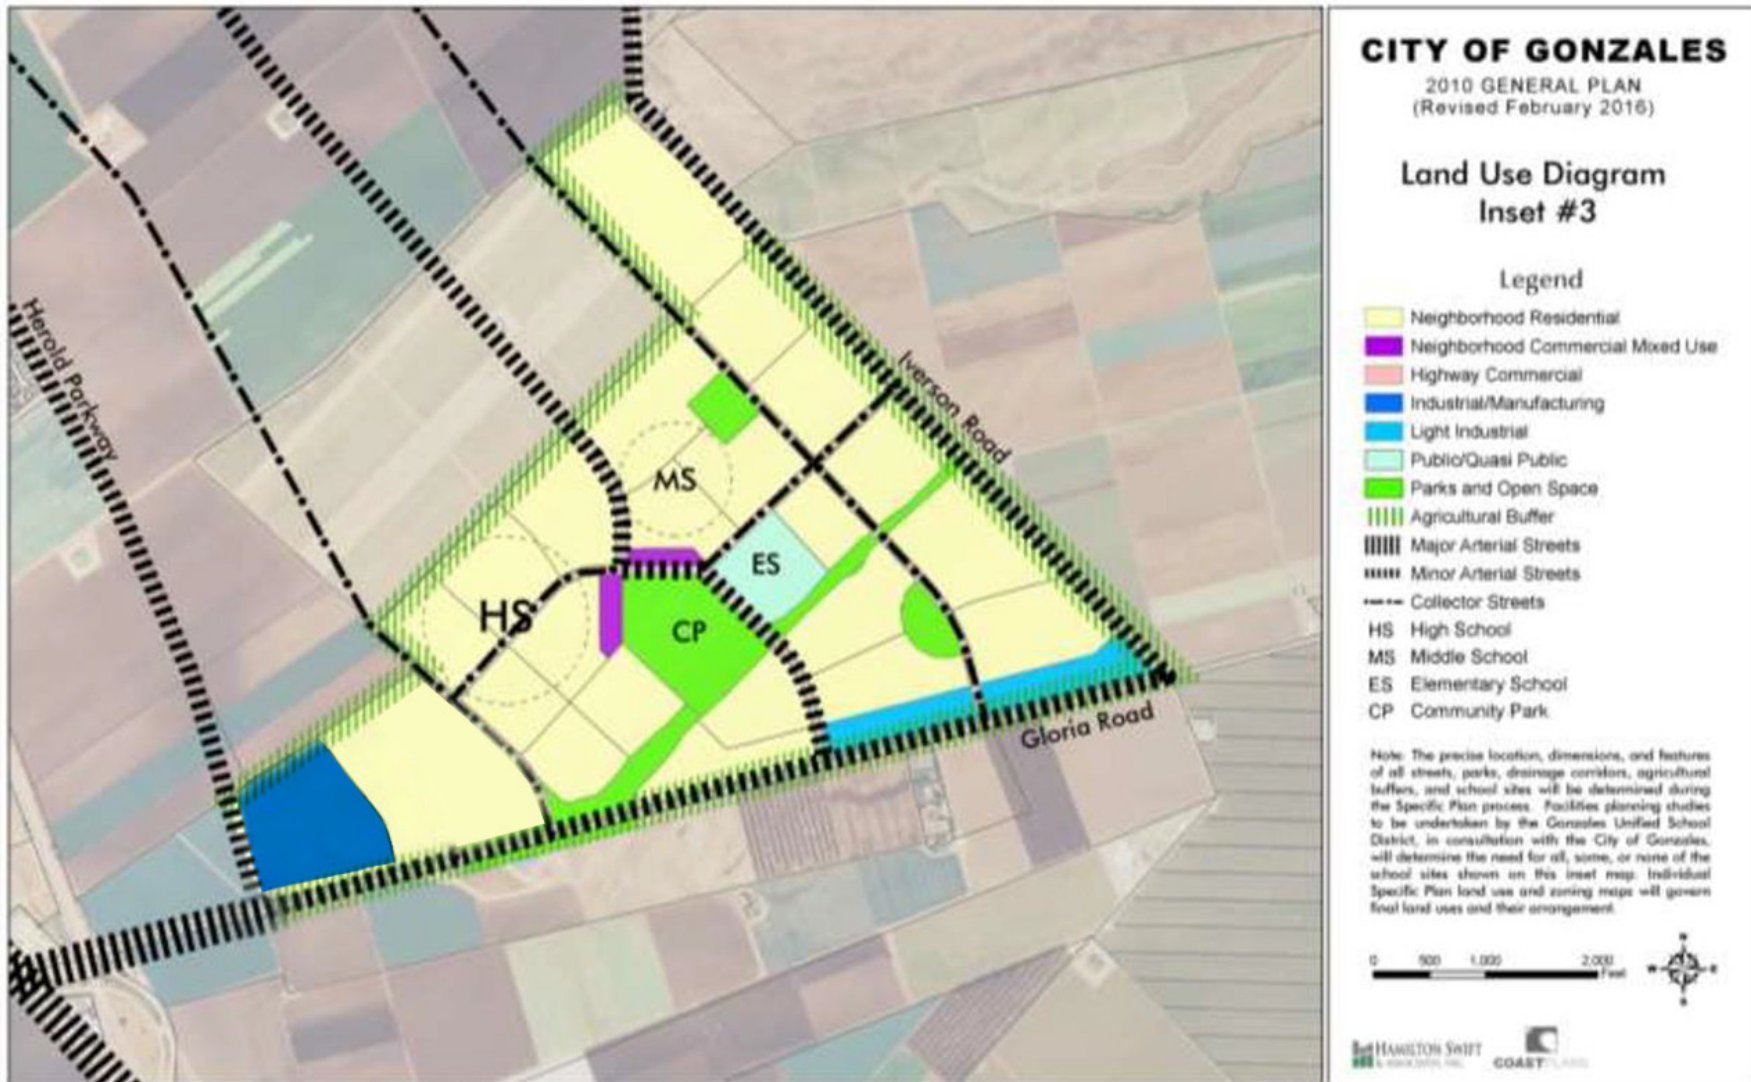 CITY OF GONZALES
2010 GENERAL PLAN
(Revised February 2016)
Land Use Diagram
Inset #3
Legend
Neighborhood Residential
Neighborhood Commercial Mixed Use
Highway Commercial
Industrial/Manufacturing
Light Industrial
Public/Quasi Public
Parks and Open Space
Agricultural Buffer
Major Arterial Streets
Minor Arterial Streets
Collector Streets
HS High School
MS Middle School
ES Elementary School
CP Community Park
Note: The precise location, dimensions, and features
of all streets, parks, drainage corridors, agricultural
buffers, and school sites will be determined during
the Specific Plan process. Facilities planning studies
to be undertaken by the Gonzales Unified School
District, in consultation with the City of Gonzales,
will determine the need for all, some, or none of the
school sites shown on this inset map. Individual
Specific Plan land use and zoning maps will govern
final land uses and their arrangement.
0 500 1,000 2,000
Feet
N
W E
S
HAMILTON SWIFT
COAST
Herold Parkway
Iverson Road
MS
ES
HS
CP
Gloria Road